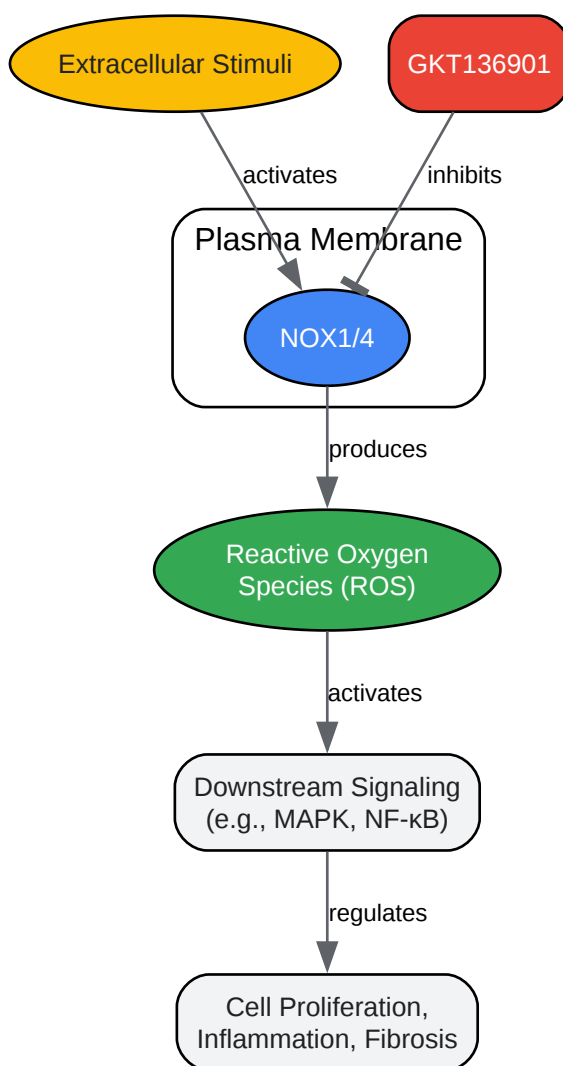 Extracellular Stimuli
GKT136901
activates
inhibits
Plasma Membrane
NOX1/4
produces
Reactive Oxygen
Species (ROS)
activates
Downstream Signaling
(e.g., MAPK, NF-κB)
regulates
Cell Proliferation,
Inflammation, Fibrosis